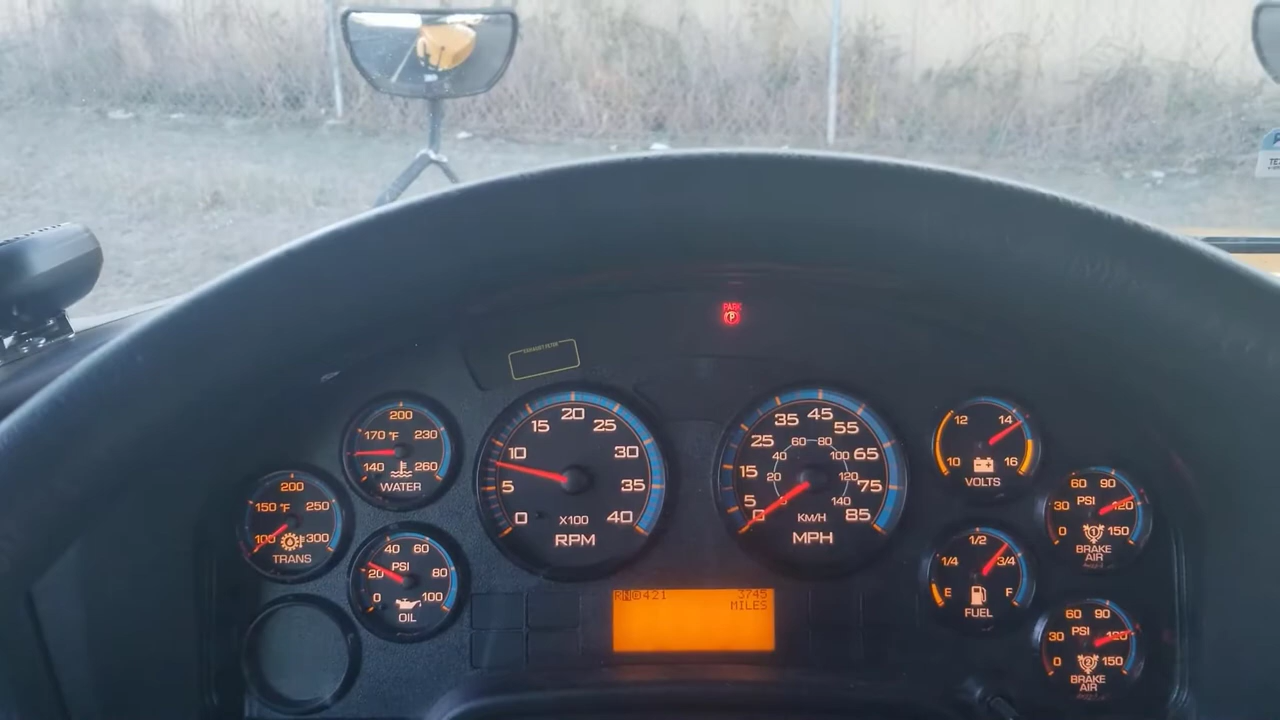 PARK
P
EXHAUST FILTER
140 170 200 230 260
°F
WATER
0 5 10 15 20 25 30 35 40
X100
RPM
0 5 15 25 35 45 55 65 75 85
20 40 60 80 100 120 140
KM/H
MPH
10 12 14 16
VOLTS
100 150 200 250 300
°F
TRANS
0 20 40 60 80 100
PSI
OIL
E 1/4 1/2 3/4 F
FUEL
0 30 60 90 120 150
PSI
1
BRAKE
AIR
0 30 60 90 120 150
PSI
2
BRAKE
AIR
3745
MILES